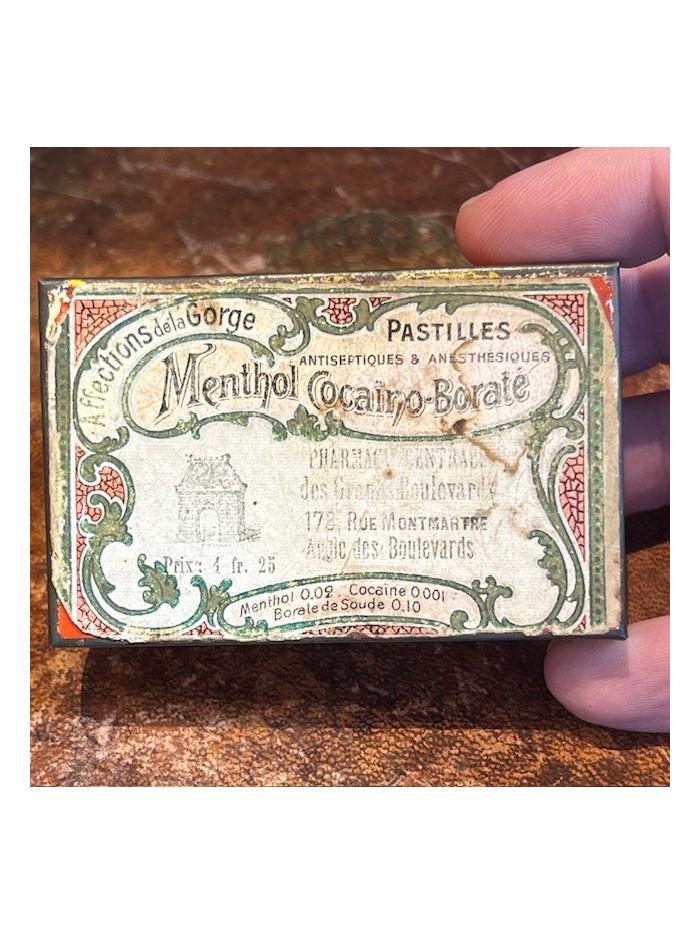 Affections de la Gorge
PASTILLES
ANTISEPTIQUES & ANESTHESIQUES
Menthol Cocaïno-Boraté
PHARMACIE CENTRALE
des Grands Boulevards
178, RUE MONTMARTRE
Angle des Boulevards
Prix: 4 fr. 25
Menthol 0.02. Cocaine 0.001
Borate de Soude 0.10